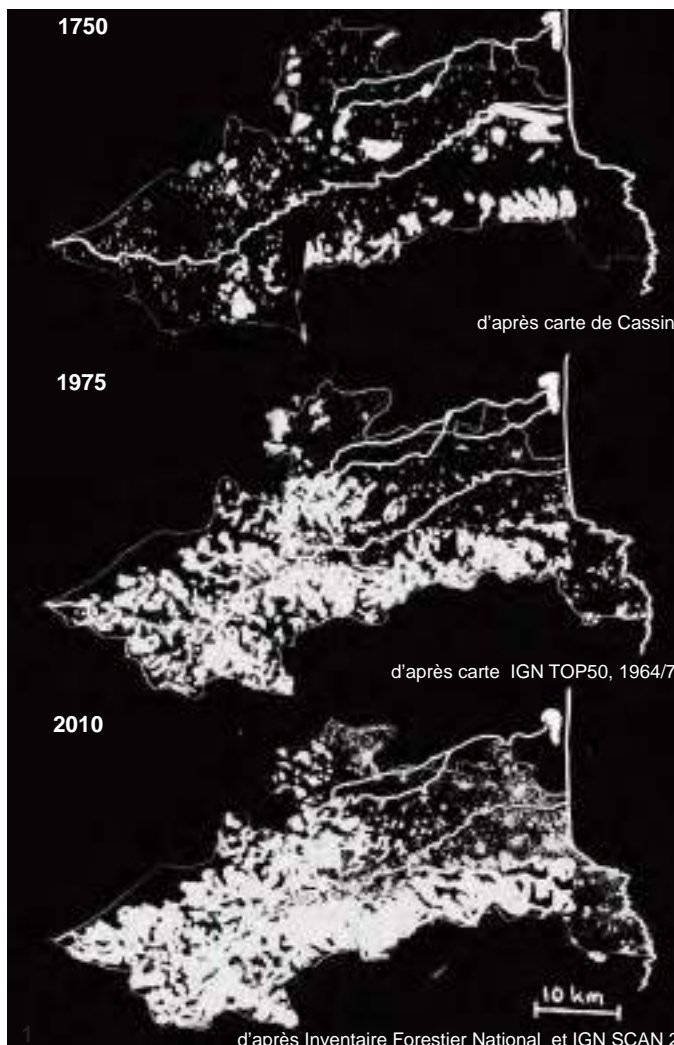 1750
d'après carte de Cassin
1975
d'après carte IGN TOP50, 1964/7
2010
10 km
1
d'après Inventaire Forestier National et IGN SCAN 2